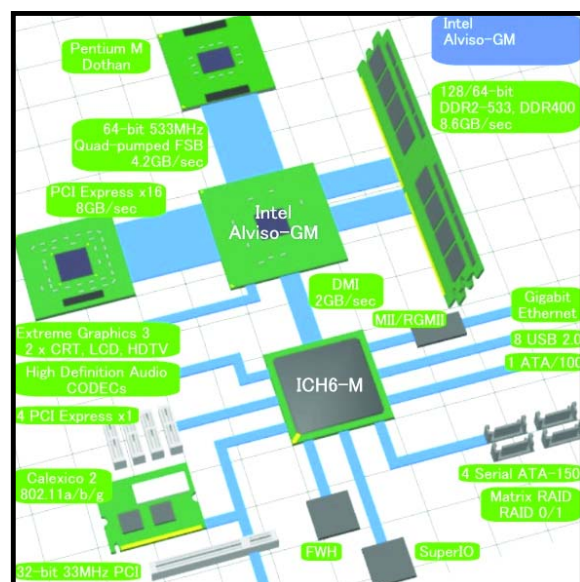 Pentium M
Dothan
Intel
Alviso-GM
128/64-bit
DDR2-533, DDR400
8.6GB/sec
64-bit 533MHz
Quad-pumped FSB
4.2GB/sec
PCI Express x16
8GB/sec
Intel
Alviso-GM
DMI
2GB/sec
MII/RGMII
Gigabit
Ethernet
Extreme Graphics 3
2 x CRT, LCD, HDTV
8 USB 2.0
High Definition Audio
CODECs
ICH6-M
1 ATA/100
4 PCI Express x1
Calexico 2
802.11a/b/g
4 Serial ATA-150
Matrix RAID
RAID 0/1
FWH
SuperIO
32-bit 33MHz PCI